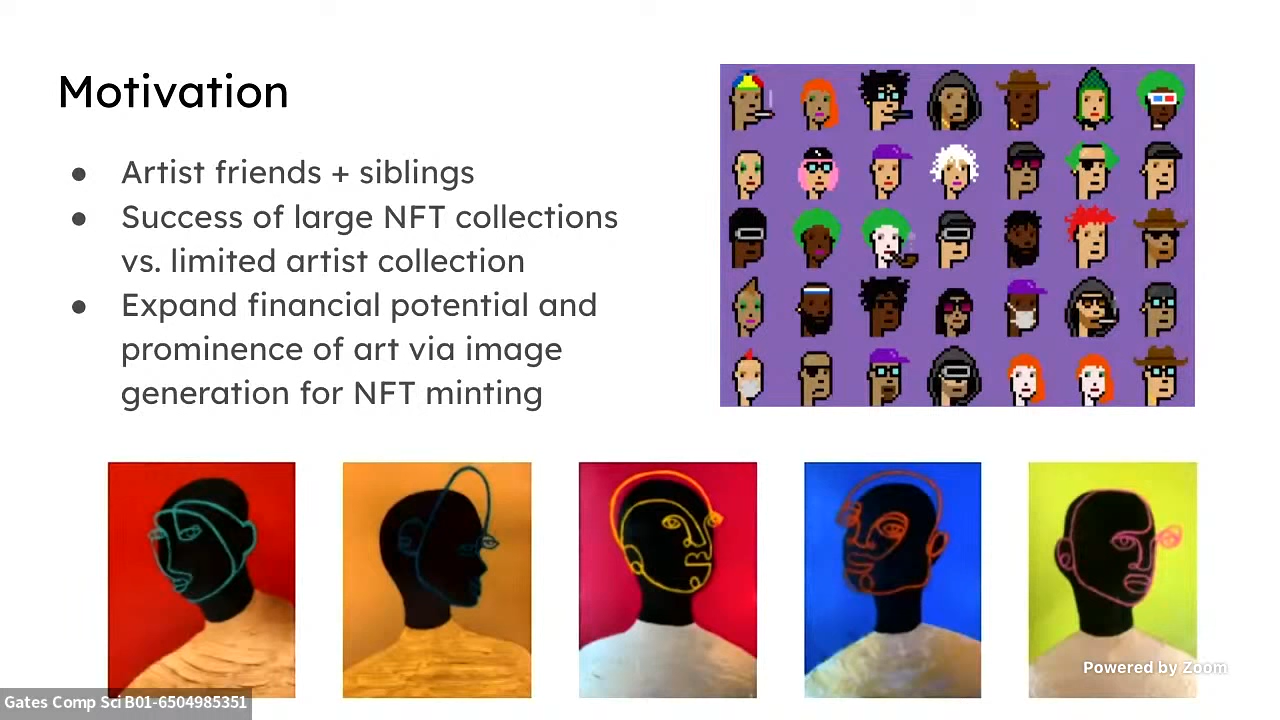 Motivation
● Artist friends + siblings
● Success of large NFT collections
vs. limited artist collection
● Expand financial potential and
prominence of art via image
generation for NFT minting
Powered by Zoom
Gates Comp Sci B01-6504985351